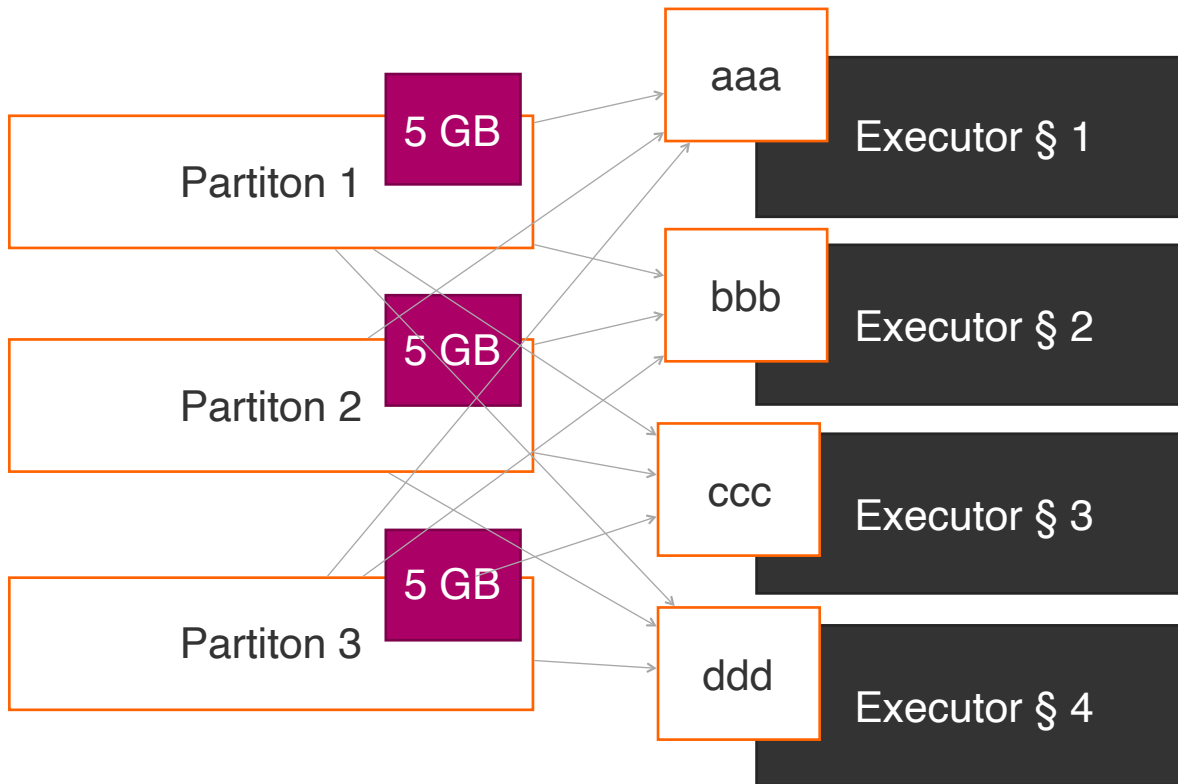 aaa
Executor § 1
5 GB
Partiton 1
bbb
Executor § 2
5 GB
Partiton 2
ccc
Executor § 3
5 GB
Partiton 3
ddd
Executor § 4